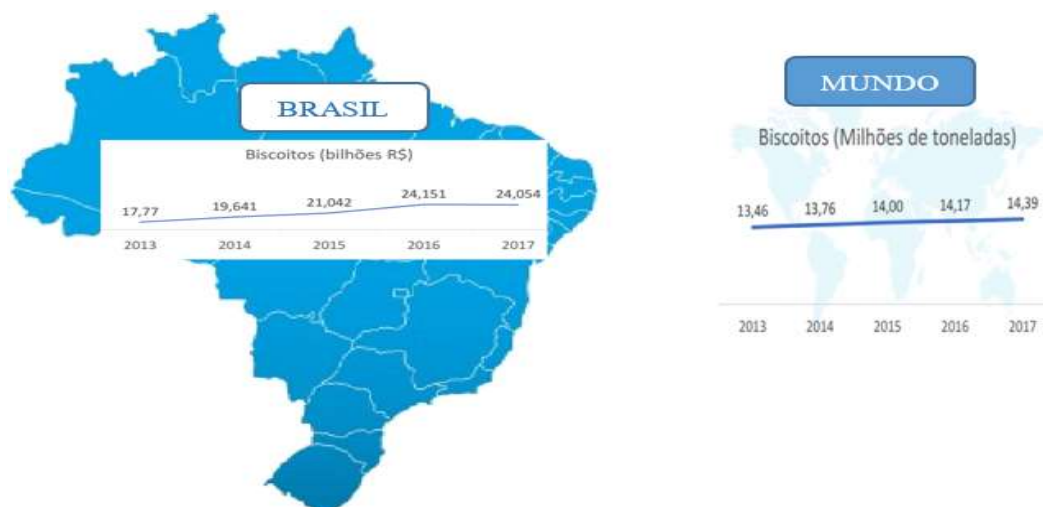 BRASIL
Biscoitos (bilhões R$)
17,77 19,641 21,042 24,151 24,054
2013 2014 2015 2016 2017
MUNDO
Biscoitos (Milhões de toneladas)
13,46 13,76 14,00 14,17 14,39
2013 2014 2015 2016 2017